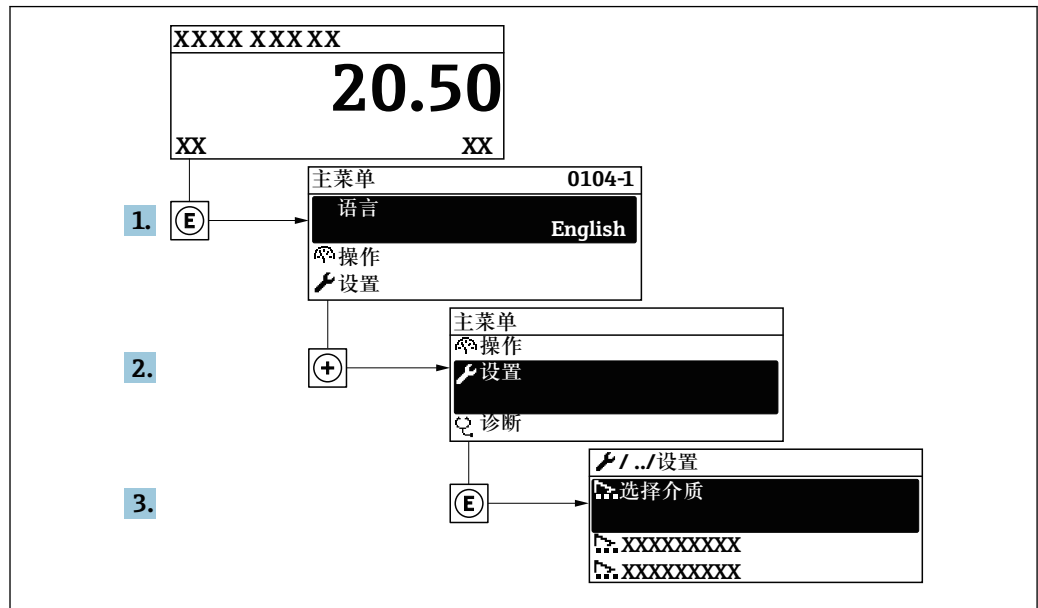 XXXX XXXXX
20.50
XX XX
主菜单 0104-1
语言
English
操作
设置
1. E
主菜单
操作
设置
诊断
2. +
/ ../设置
选择介质
XXXXXXXXX
XXXXXXXXX
3. E